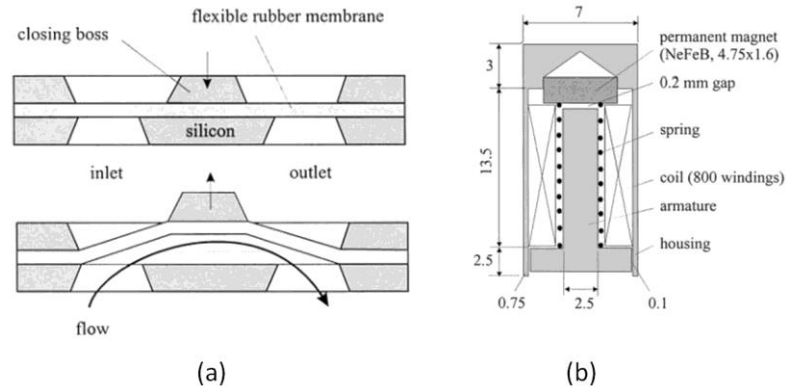 flexible rubber membrane
closing boss
silicon
inlet
outlet
flow
(a)
7
3
13.5
2.5
permanent magnet
(NeFeB, 4.75x1.6)
0.2 mm gap
spring
coil (800 windings)
armature
housing
0.75
2.5
0.1
(b)